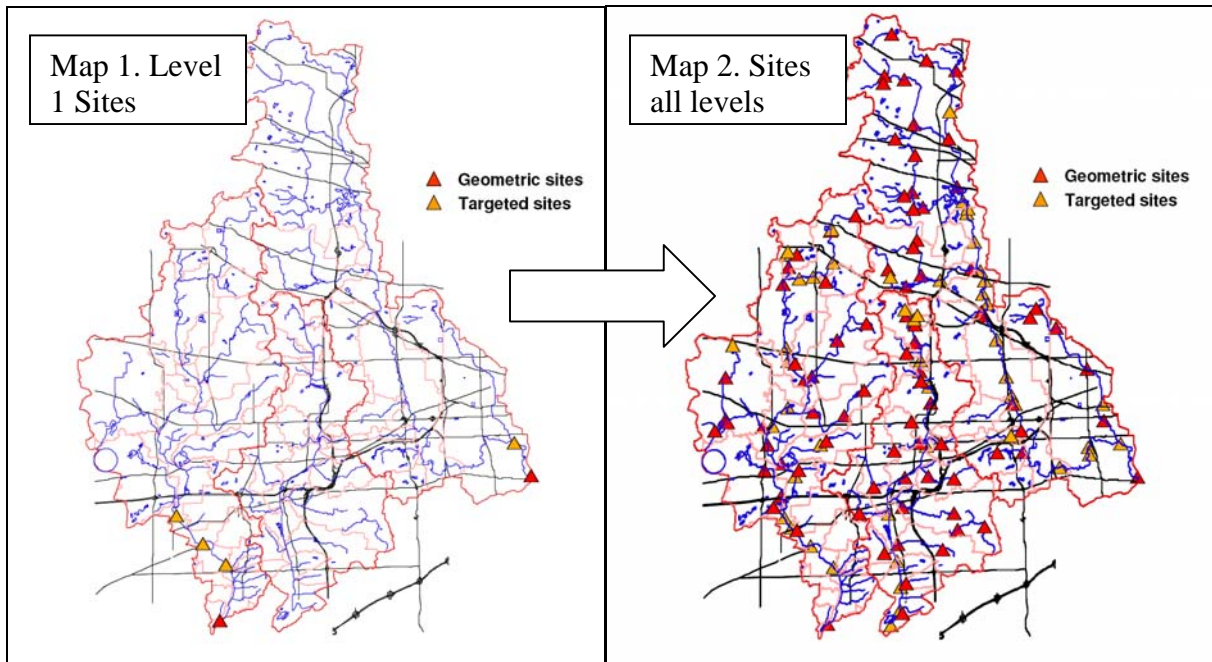 Map 1. Level
1 Sites
Geometric sites
Targeted sites
Map 2. Sites
all levels
Geometric sites
Targeted sites